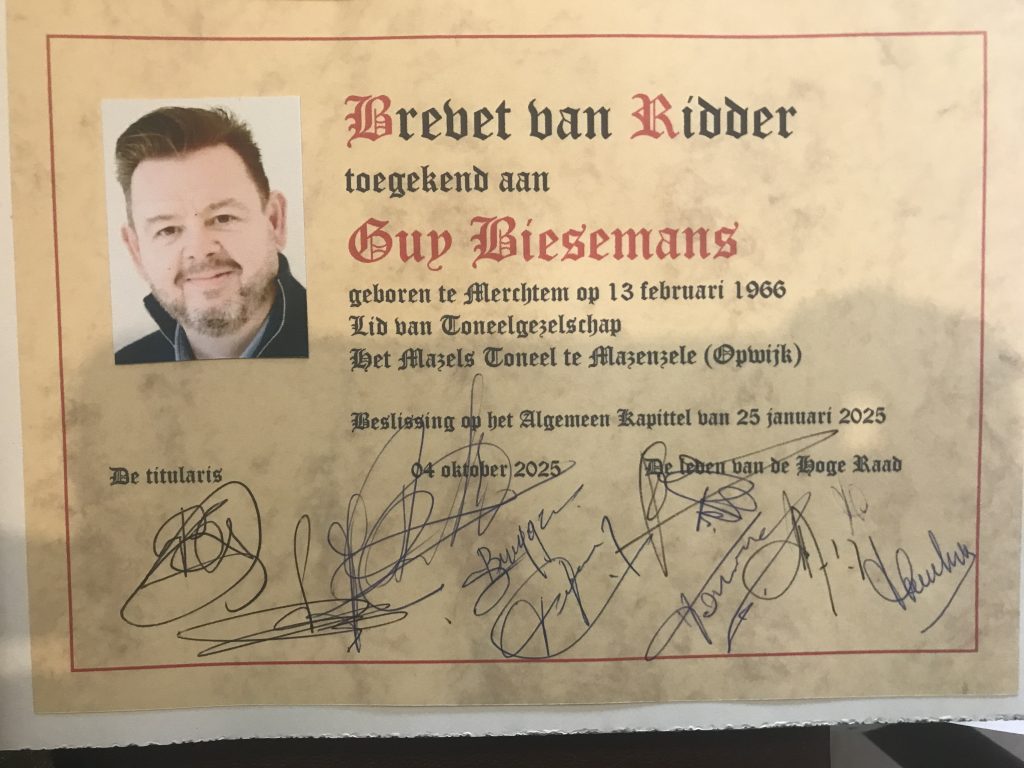 Brevet van Ridder
toegekend aan
Guy Biesemans
geboren te Merchtem op 13 februari 1966
Lid van Toneelgezelschap
Het Mazels Toneel te Mazenzele (Opwijk)
Beslissing op het Algemeen Kapittel van 25 januari 2025
De titularis
04 oktober 2025
De leden van de Hoge Raad